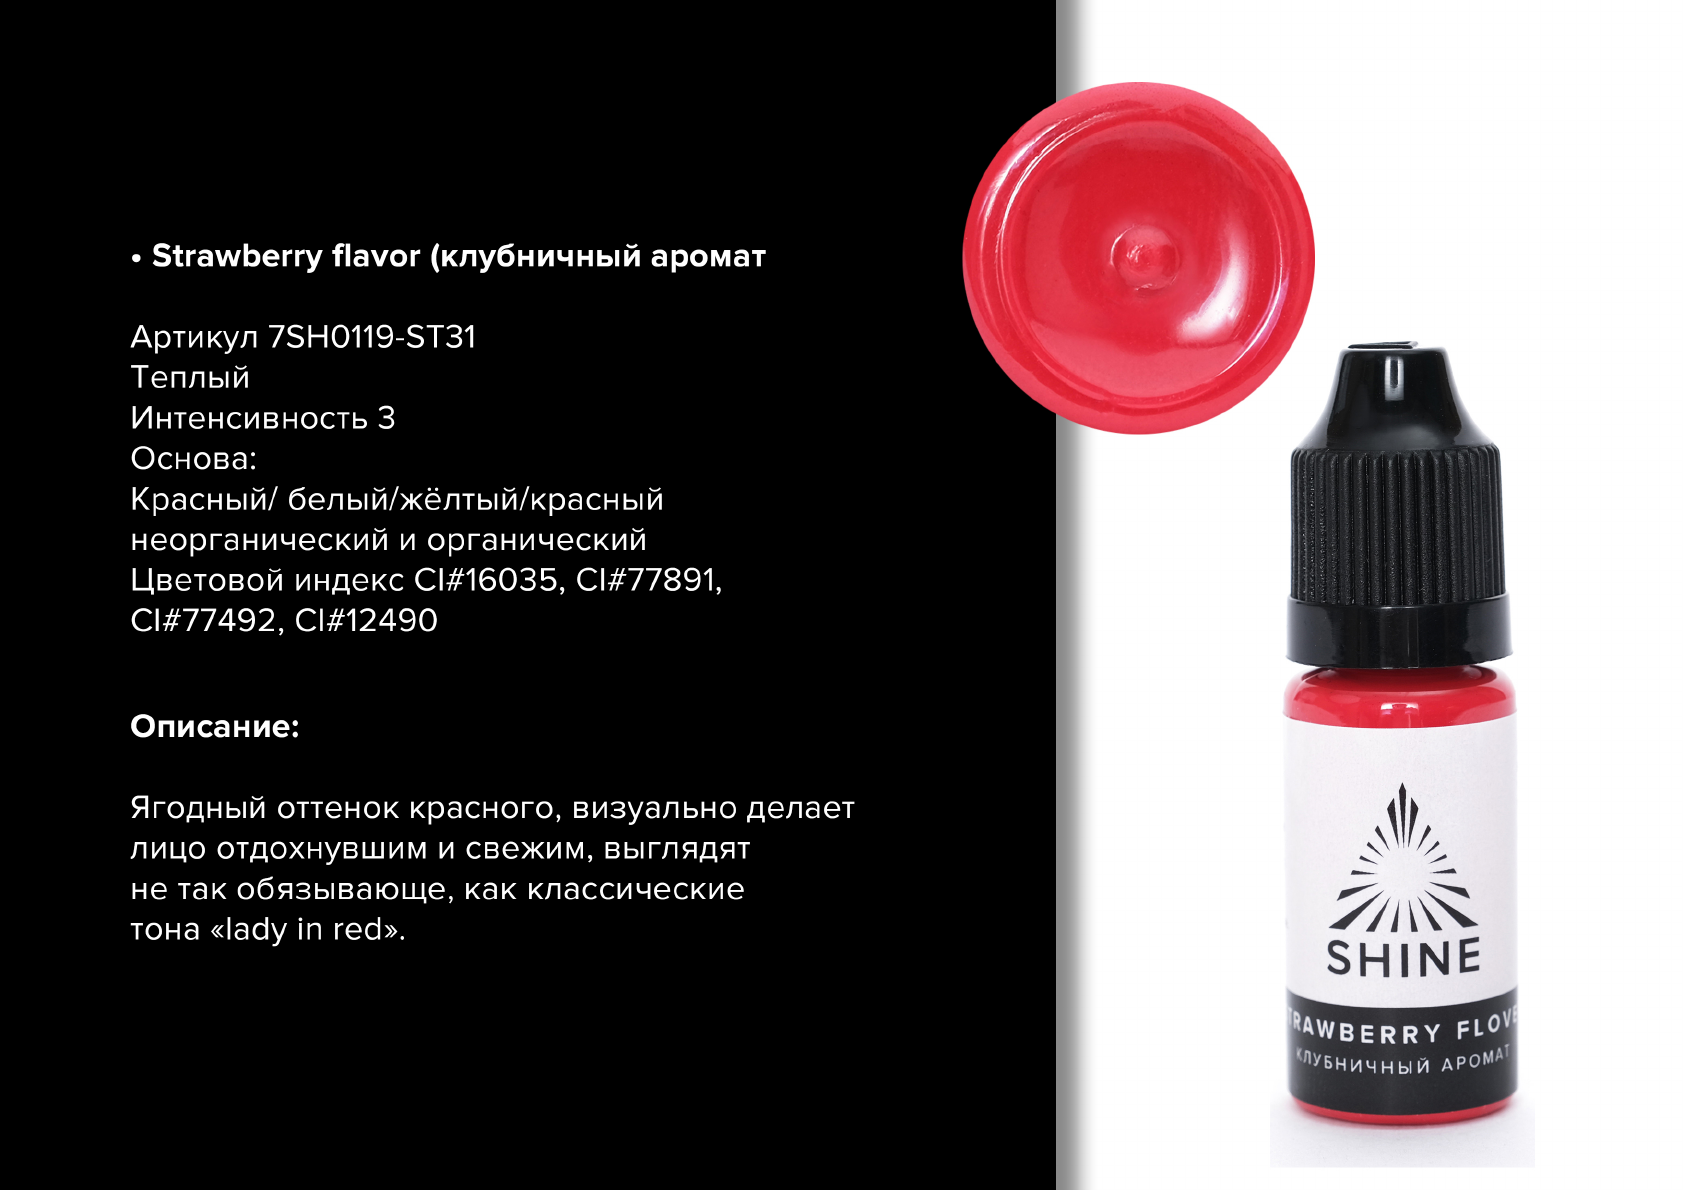 • Strawberry flavor (клубничный аромат
Артикул 7SH0119-ST31
Теплый
Интенсивность 3
Основа:
Красный/ белый/жёлтый/красный
неорганический и органический
Цветовой индекс CI#16035, CI#77891,
CI#77492, CI#12490
Описание:
Ягодный оттенок красного, визуально делает
лицо отдохнувшим и свежим, выглядят
не так обязывающе, как классические
тона «lady in red».
SHINE
TRAWBERRY FLOVE
КЛУБНИЧНЫЙ АРОМАТ